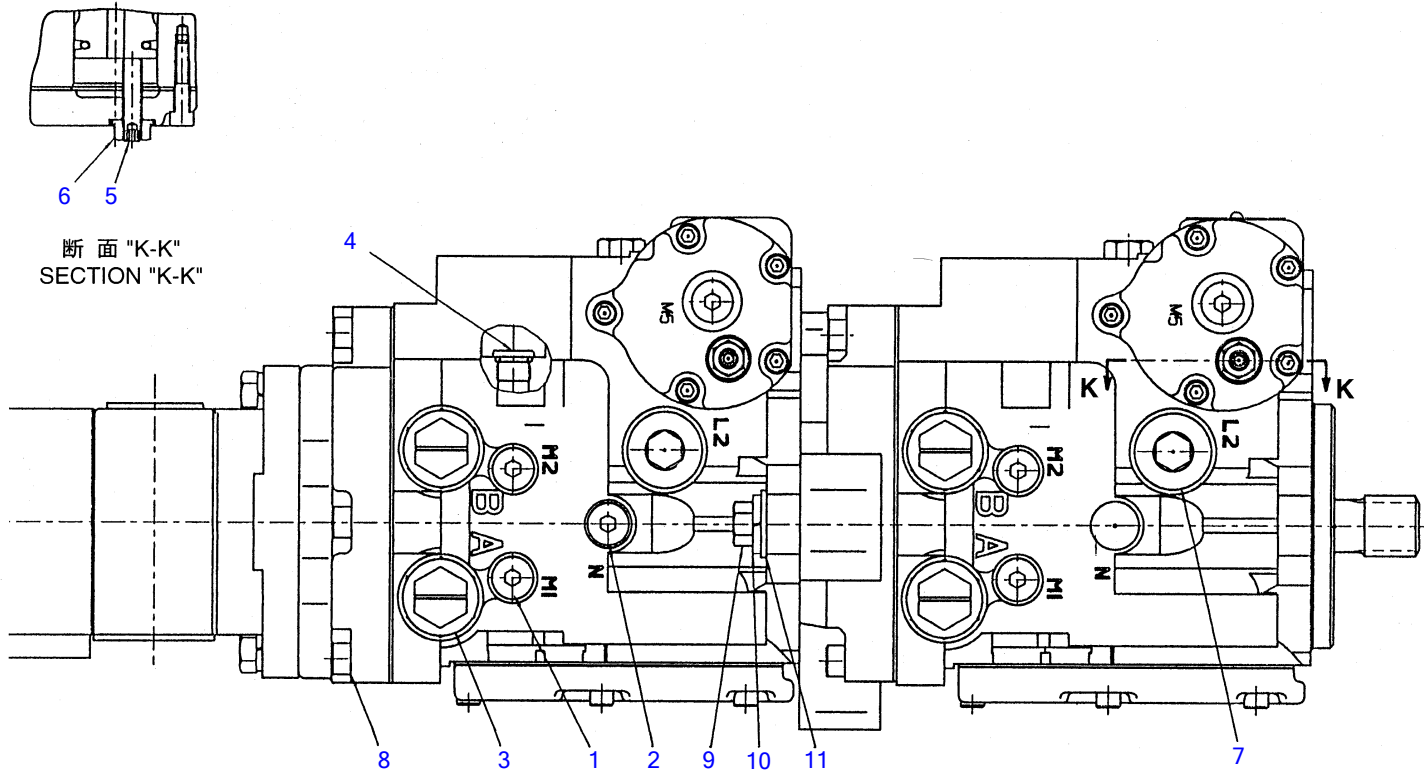 6 5
断 面 "K-K"
SECTION "K-K"
4
M5
M5
K
K
L2
L2
M2
M2
B
B
A
A
N
N
M1
M1
8 3 1 2 9 10 11 7